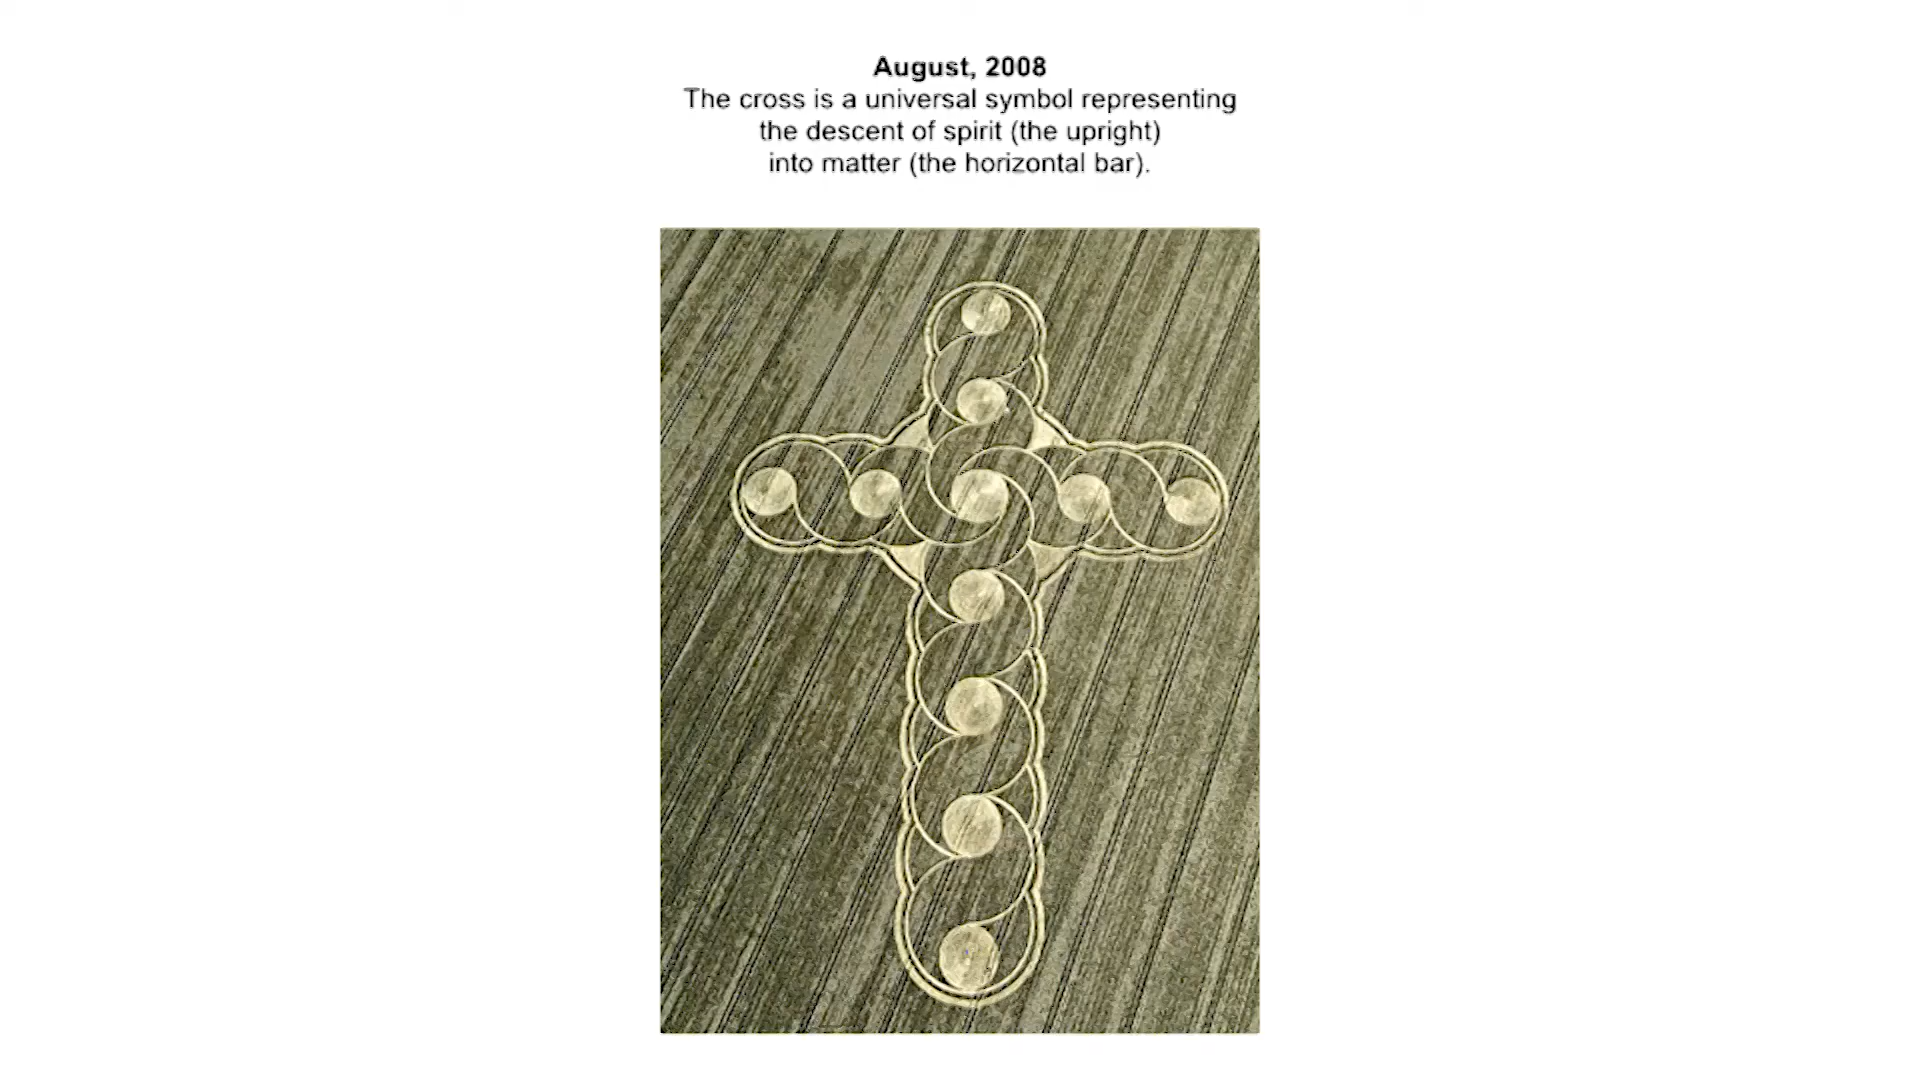 August, 2008
The cross is a universal symbol representing
the descent of spirit (the upright)
into matter (the horizontal bar).